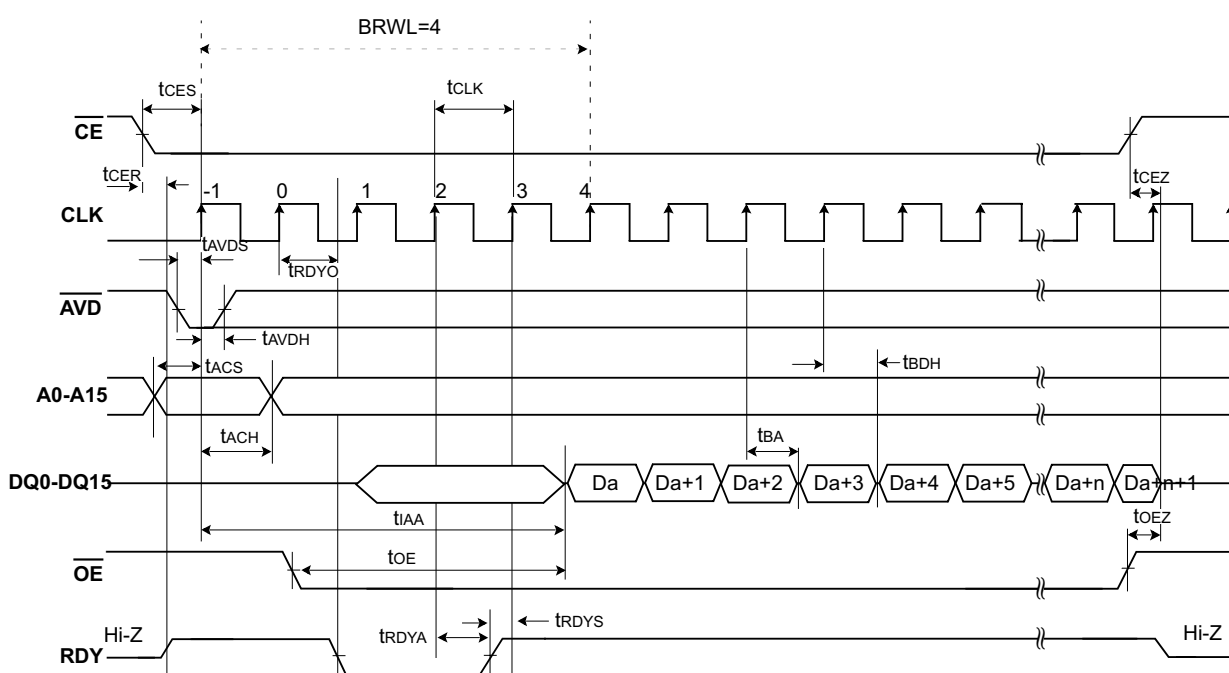 BRWL=4
tCES
tCLK
CE
tCER
tCEZ
-1 0 1 2 3 4
CLK
tAVDS
tRDYO
AVD
tAVDH
tACS
tBDH
A0-A15
tACH
tBA
DQ0-DQ15
Da Da+1 Da+2 Da+3 Da+4 Da+5 Da+n Da+n+1
tIAA
tOEZ
tOE
OE
tRDYS
tRDYA
Hi-Z
Hi-Z
RDY